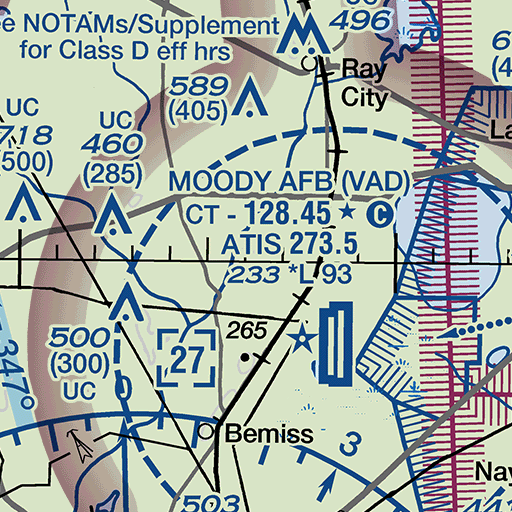 e NOTAMs/Supplement
for Class D eff hrs
496
589
(405)
Ray
City
UC
718
(500)
UC
460
(285)
La
MOODY AFB (VAD)
CT - 128.45 ★ C
ATIS 273.5
233 *L 93
265
500
(300)
UC
27
347°
Bemiss
3
Nay
503